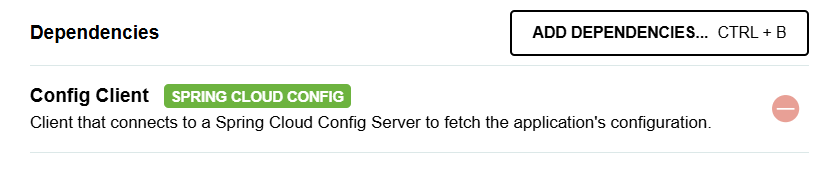 Dependencies
ADD DEPENDENCIES... CTRL + B
Config Client SPRING CLOUD CONFIG
Client that connects to a Spring Cloud Config Server to fetch the application's configuration.